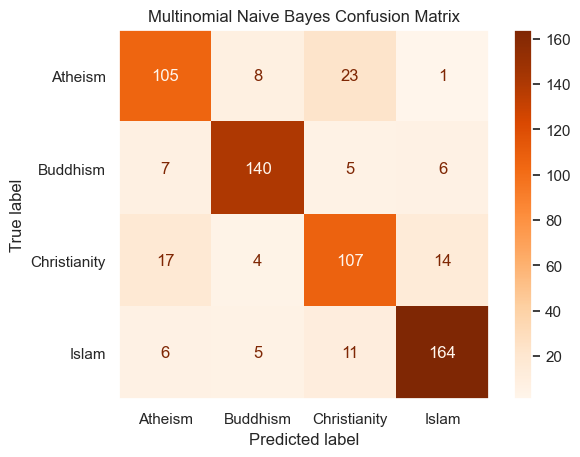 Multinomial Naive Bayes Confusion Matrix
True label
Atheism 105 8 23 1
Buddhism 7 140 5 6
Christianity 17 4 107 14
Islam 6 5 11 164
Atheism Buddhism Christianity Islam
Predicted label
160
140
120
100
80
60
40
20